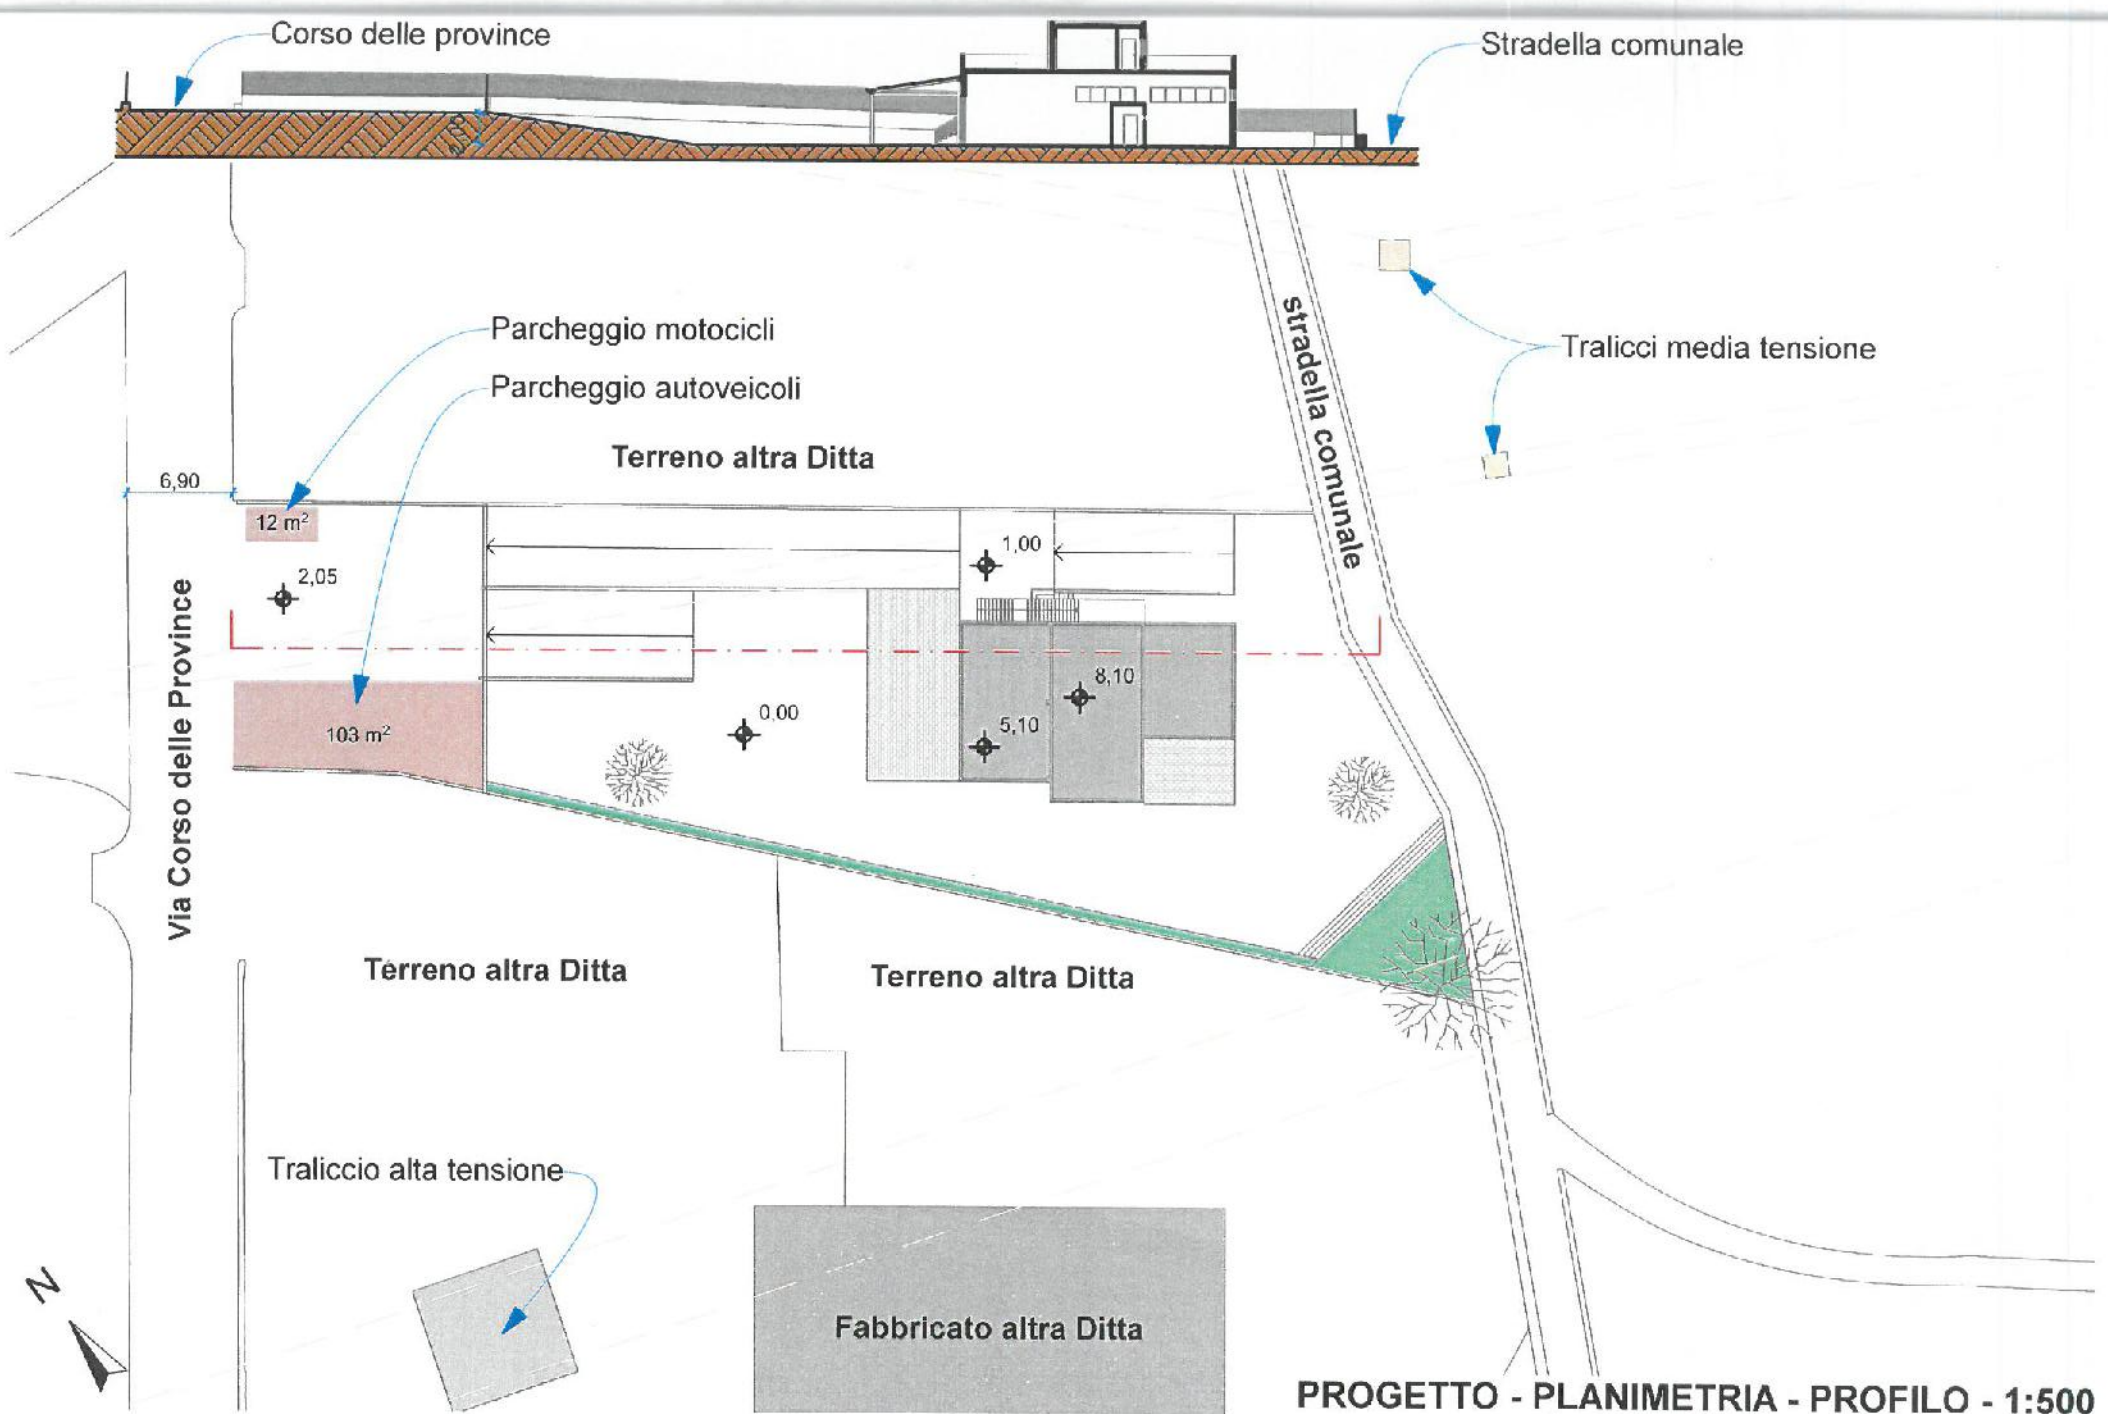 Corso delle province
Stradella comunale
Parcheggio motocicli
Parcheggio autoveicoli
stradella comunale
Tralicci media tensione
Terreno altra Ditta
6,90
12 m²
2,05
1,00
Via Corso delle Province
8,10
0,00
5,10
103 m²
Terreno altra Ditta
Terreno altra Ditta
Traliccio alta tensione
N
Fabbricato altra Ditta
PROGETTO - PLANIMETRIA - PROFILO - 1:500